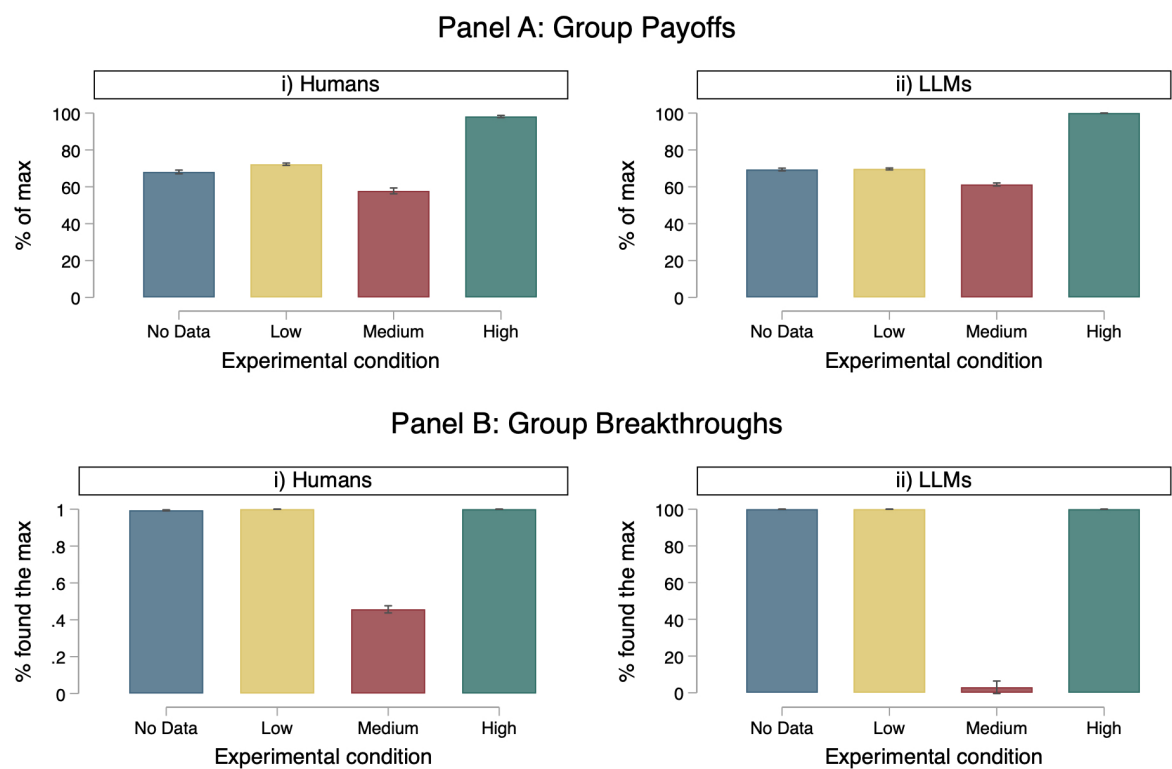 Panel A: Group Payoffs
i) Humans
% of max
100
80
60
40
20
0
No Data Low Medium High
Experimental condition
ii) LLMs
% of max
100
80
60
40
20
0
No Data Low Medium High
Experimental condition
Panel B: Group Breakthroughs
i) Humans
% found the max
1
.8
.6
.4
.2
0
No Data Low Medium High
Experimental condition
ii) LLMs
% found the max
100
80
60
40
20
0
No Data Low Medium High
Experimental condition